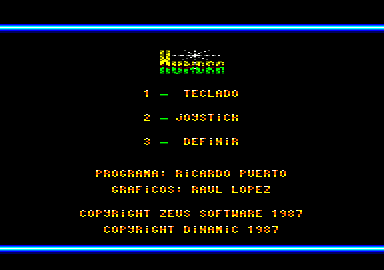 HUNDRA
1 - TECLADO
2 - JOYSTICK
3 - DEFINIR
PROGRAMA: RICARDO PUERTO
GRAFICOS: RAUL LOPEZ
COPYRIGHT ZEUS SOFTWARE 1987
COPYRIGHT DINAMIC 1987